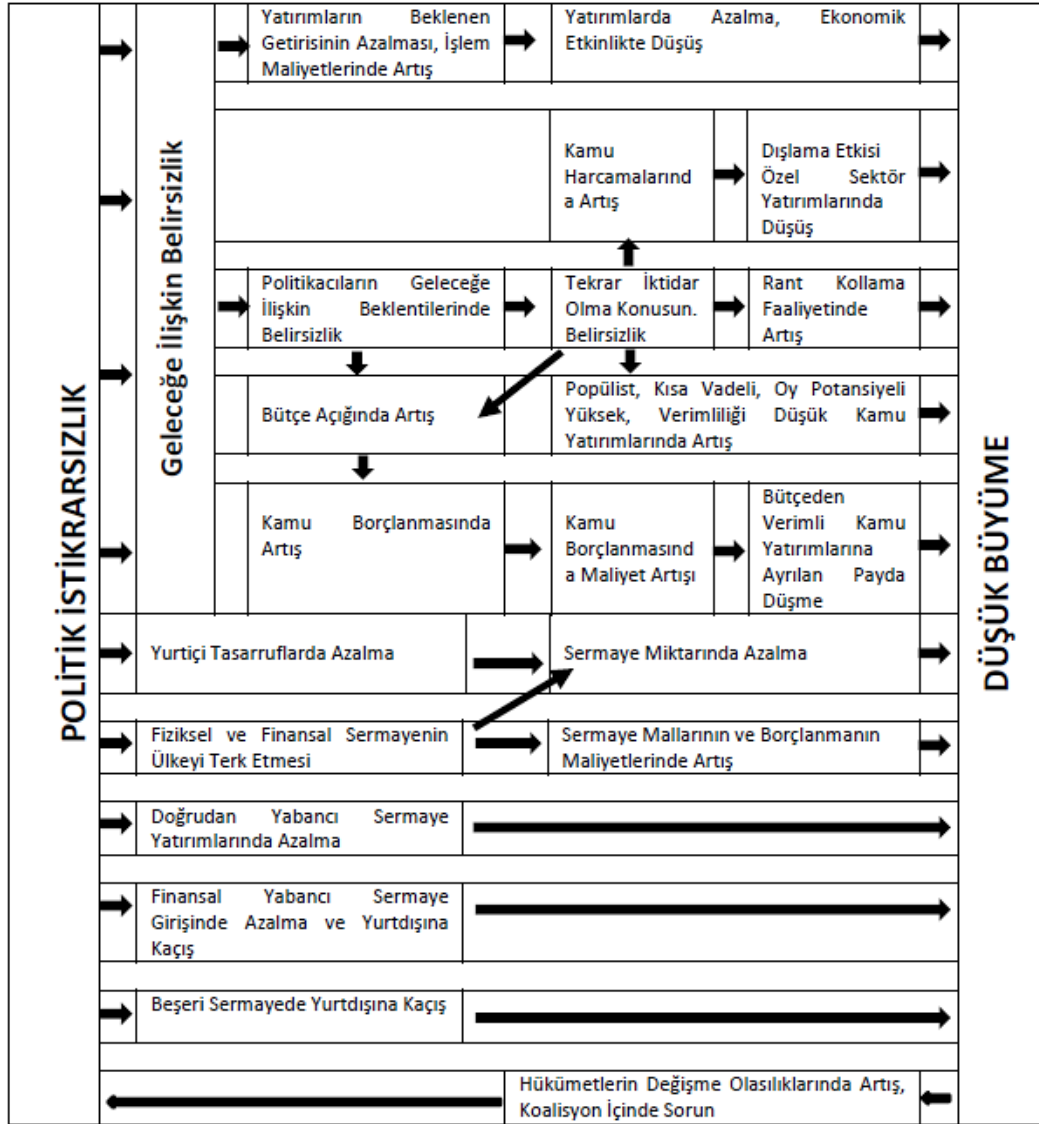 POLİTİK İSTİKRARSIZLIK
Geleceğe İlişkin Belirsizlik
Yatırımların Beklenen
Getirisinin Azalması, İşlem
Maliyetlerinde Artış
Yatırımlarda Azalma, Ekonomik
Etkinlikte Düşüş
Kamu
Harcamalarınd
a Artış
Dışlama Etkisi
Özel Sektör
Yatırımlarında
Düşüş
Politikacıların Geleceğe
İlişkin Beklentilerinde
Belirsizlik
Tekrar İktidar
Olma Konusun.
Belirsizlik
Rant Kollama
Faaliyetinde
Artış
Bütçe Açığında Artış
Popülist, Kısa Vadeli, Oy Potansiyeli
Yüksek, Verimliliği Düşük Kamu
Yatırımlarında Artış
Kamu Borçlanmasında
Artış
Kamu
Borçlanmasınd
a Maliyet Artışı
Bütçeden
Verimli Kamu
Yatırımlarına
Ayrılan Payda
Düşme
Yurtiçi Tasarruflarda Azalma
Sermaye Miktarında Azalma
Fiziksel ve Finansal Sermayenin
Ülkeyi Terk Etmesi
Sermaye Mallarının ve Borçlanmanın
Maliyetlerinde Artış
Doğrudan Yabancı Sermaye
Yatırımlarında Azalma
Finansal Yabancı Sermaye
Girişinde Azalma ve Yurtdışına
Kaçış
Beşeri Sermayede Yurtdışına Kaçış
Hükümetlerin Değişme Olasılıklarında Artış,
Koalisyon İçinde Sorun
DÜŞÜK BÜYÜME